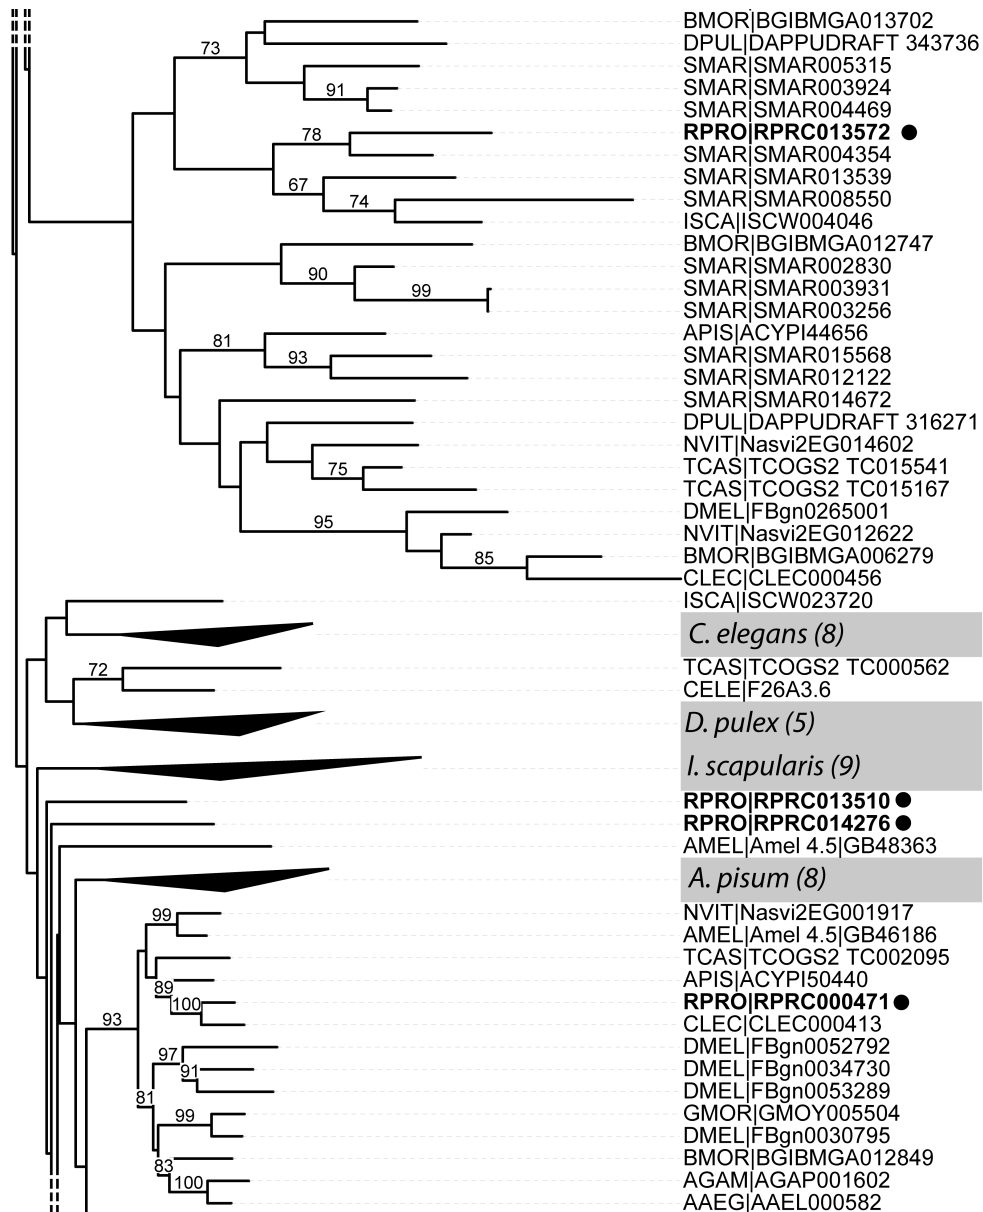 BMOR|BGIBMGA013702
73
DPUL|DAPPUDRAFT 343736
SMAR|SMAR005315
91
SMAR|SMAR003924
SMAR|SMAR004469
78
RPRO|RPRC013572 ●
SMAR|SMAR004354
SMAR|SMAR013539
67
74
SMAR|SMAR008550
ISCA|ISCW004046
BMOR|BGIBMGA012747
90
SMAR|SMAR002830
99
SMAR|SMAR003931
SMAR|SMAR003256
81
APIS|ACYPI44656
93
SMAR|SMAR015568
SMAR|SMAR012122
SMAR|SMAR014672
DPUL|DAPPUDRAFT 316271
NVIT|Nasvi2EG014602
75
TCAS|TCOGS2 TC015541
TCAS|TCOGS2 TC015167
DMEL|FBgn0265001
95
NVIT|Nasvi2EG012622
85
BMOR|BGIBMGA006279
CLEC|CLEC000456
ISCA|ISCW023720
C. elegans (8)
72
TCAS|TCOGS2 TC000562
CELE|F26A3.6
D. pulex (5)
I. scapularis (9)
RPRO|RPRC013510 ●
RPRO|RPRC014276 ●
AMEL|Amel 4.5|GB48363
A. pisum (8)
99
NVIT|Nasvi2EG001917
AMEL|Amel 4.5|GB46186
TCAS|TCOGS2 TC002095
89
APIS|ACYPI50440
100
RPRO|RPRC000471 ●
93
CLEC|CLEC000413
97
DMEL|FBgn0052792
91
DMEL|FBgn0034730
81
DMEL|FBgn0053289
99
GMOR|GMOY005504
DMEL|FBgn0030795
83
BMOR|BGIBMGA012849
100
AGAM|AGAP001602
AAEG|AAEL000582